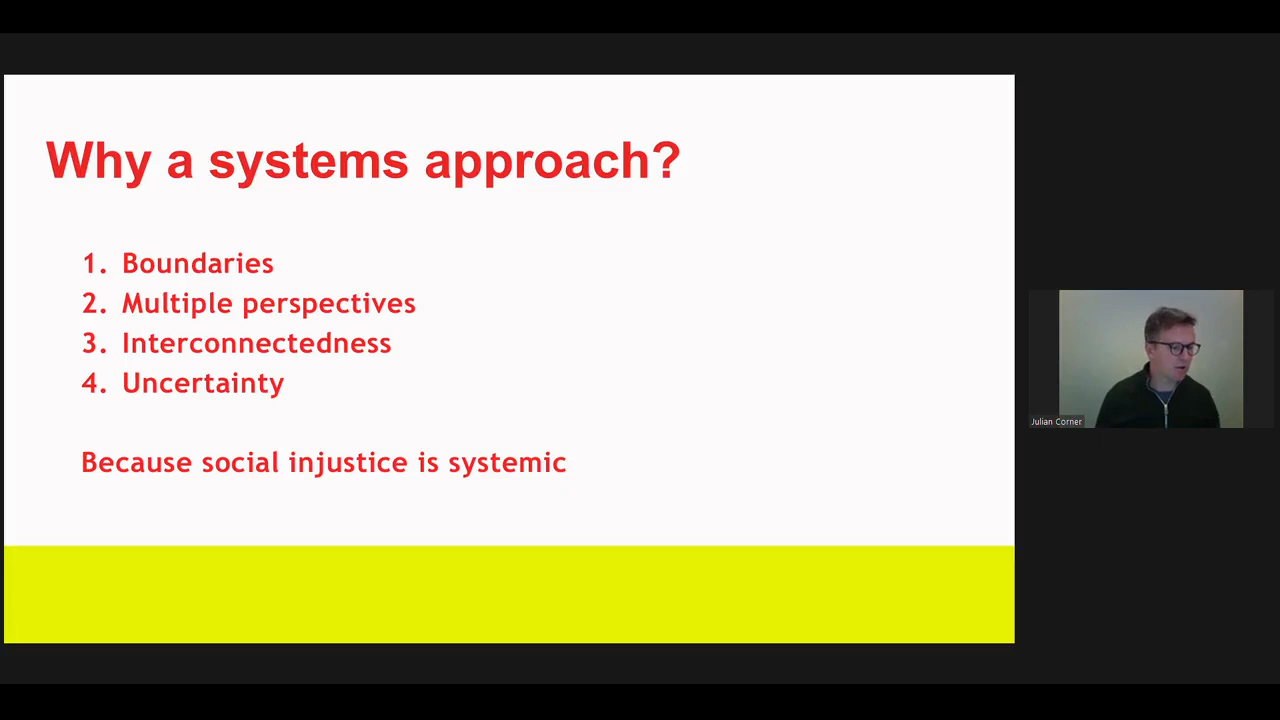 Why a systems approach?
1. Boundaries
2. Multiple perspectives
3. Interconnectedness
4. Uncertainty
Because social injustice is systemic
Julian Corner